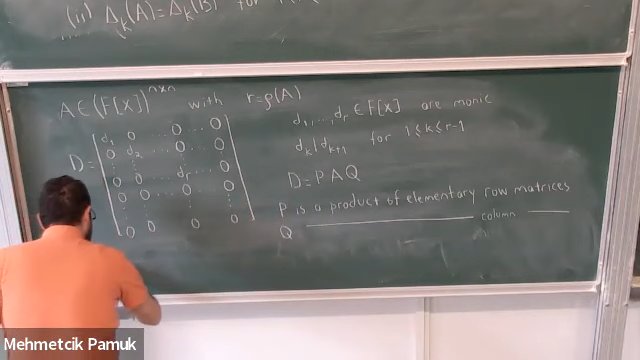 (ii) Δ_k(A) = Δ_k(B) for
A ∈ (F[x])^{n×n} with r = ρ(A)
D = [ d_1 0 ... 0 ... 0
0 d_2 ... 0 ... 0
0 0 ... d_r ... 0
0 0 ... 0 ... 0
0 0 0 0 ]
d_1, ..., d_r ∈ F[x] are monic
d_k | d_{k+1} for 1 ≤ k ≤ r-1
D = PAQ
P is a product of elementary row matrices
Q ———— column ——
Mehmetcik Pamuk